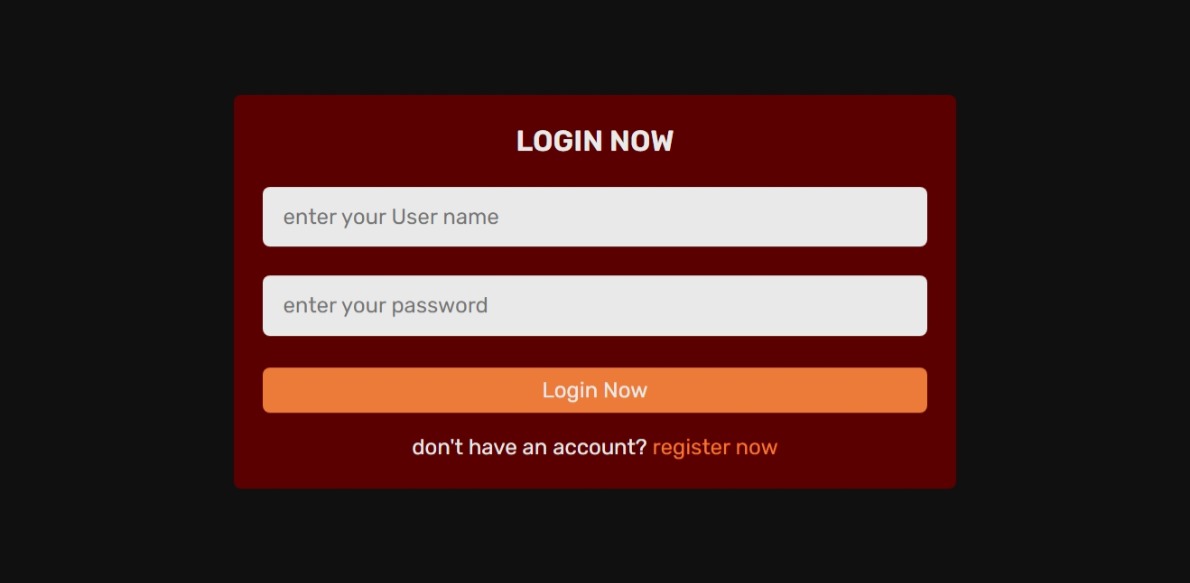 LOGIN NOW
enter your User name
enter your password
Login Now
don't have an account? register now